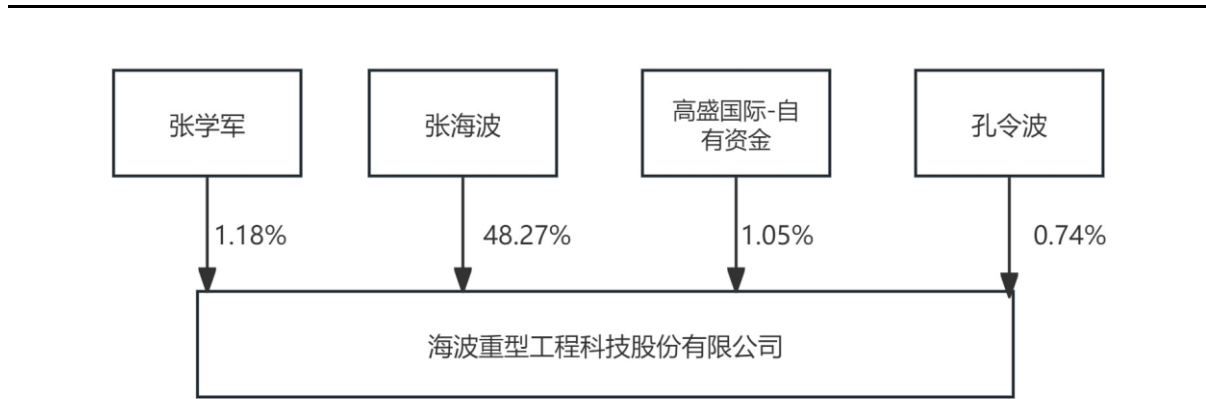 张学军
张海波
高盛国际-自
有资金
孔令波
1.18%
48.27%
1.05%
0.74%
海波重型工程科技股份有限公司